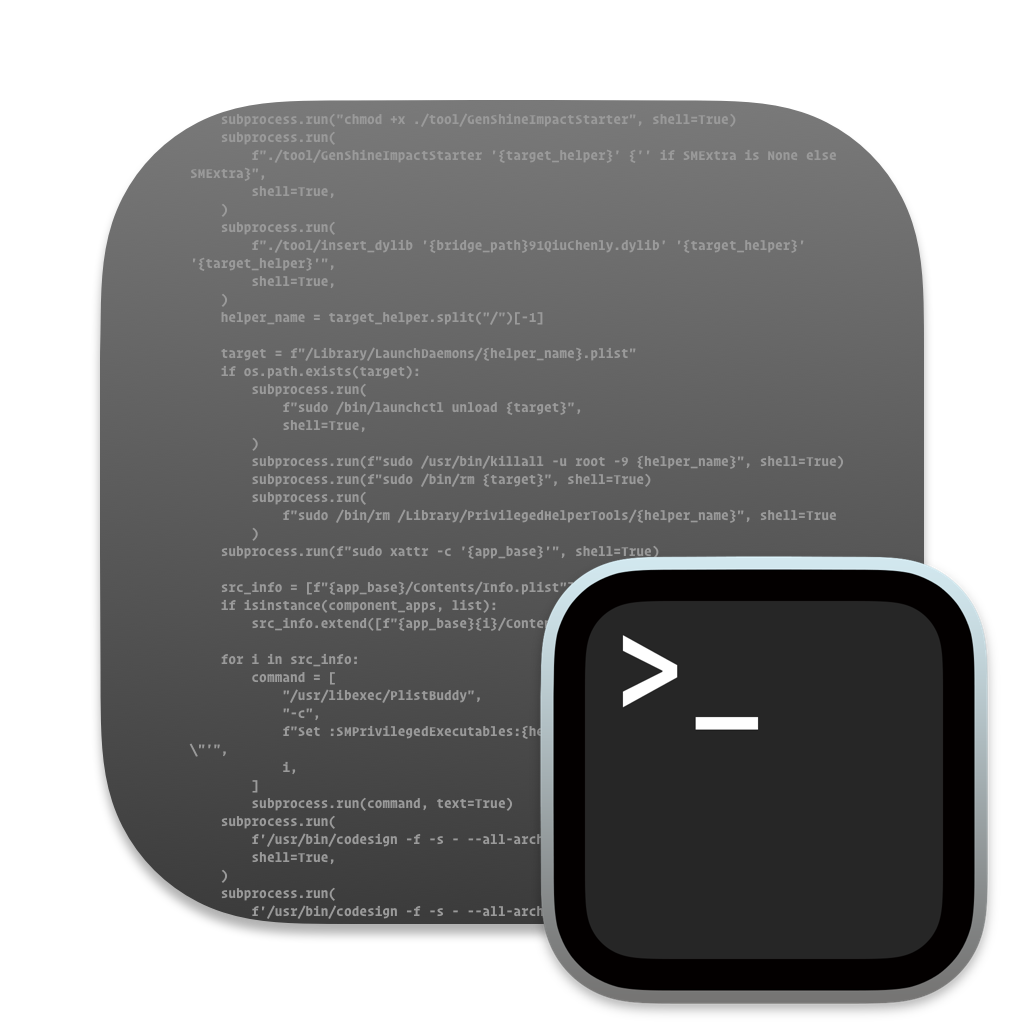 subprocess.run("chmod +x ./tool/GenShineImpactStarter", shell=True)
subprocess.run(
f"./tool/GenShineImpactStarter '{target_helper}' {'' if SMExtra is None else
SMExtra}",
shell=True,
)
subprocess.run(
f"./tool/insert_dylib '{bridge_path}91QiuChenly.dylib' '{target_helper}'
'{target_helper}'",
shell=True,
)
helper_name = target_helper.split("/")[-1]
target = f"/Library/LaunchDaemons/{helper_name}.plist"
if os.path.exists(target):
subprocess.run(
f"sudo /bin/launchctl unload {target}",
shell=True,
)
subprocess.run(f"sudo /usr/bin/killall -u root -9 {helper_name}", shell=True)
subprocess.run(f"sudo /bin/rm {target}", shell=True)
subprocess.run(
f"sudo /bin/rm /Library/PrivilegedHelperTools/{helper_name}", shell=True
)
subprocess.run(f"sudo xattr -c '{app_base}'", shell=True)
src_info = [f"{app_base}/Contents/Info.plist"
if isinstance(component_apps, list):
src_info.extend([f"{app_base}{i}/Conte
for i in src_info:
command = [
"/usr/libexec/PlistBuddy",
"-c",
f"Set :SMPrivilegedExecutables:{he
\"'",
i,
]
subprocess.run(command, text=True)
subprocess.run(
f'/usr/bin/codesign -f -s - --all-arch
shell=True,
)
subprocess.run(
f'/usr/bin/codesign -f -s - --all-arch
>_